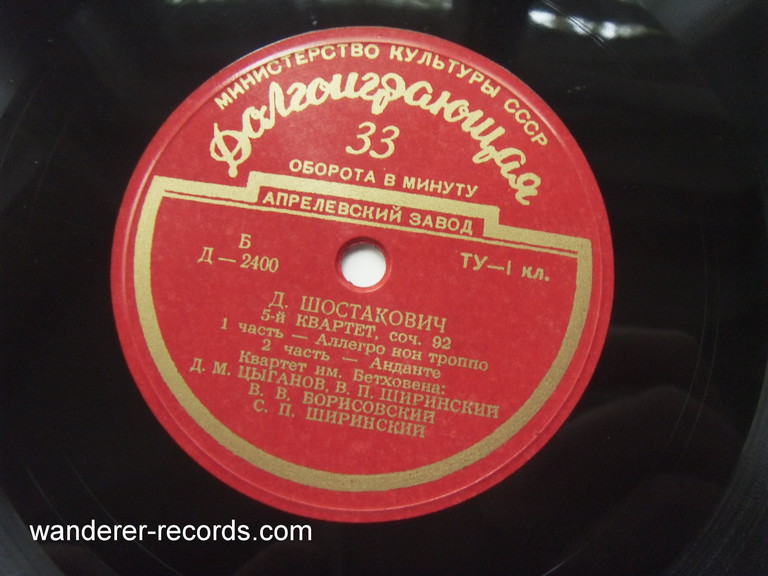 МИНИСТЕРСТВО КУЛЬТУРЫ СССР
Долгоиграющая
33
ОБОРОТА В МИНУТУ
АПРЕЛЕВСКИЙ ЗАВОД
Б
Д—2400
ТУ—I кл.
Д. ШОСТАКОВИЧ
5-й КВАРТЕТ, соч. 92
1 часть — Аллегро нон троппо
2 часть — Анданте
Квартет им. Бетховена:
Д. М. ЦЫГАНОВ, В. П. ШИРИНСКИЙ
В. В. БОРИСОВСКИЙ
С. П. ШИРИНСКИЙ
wanderer-records.com